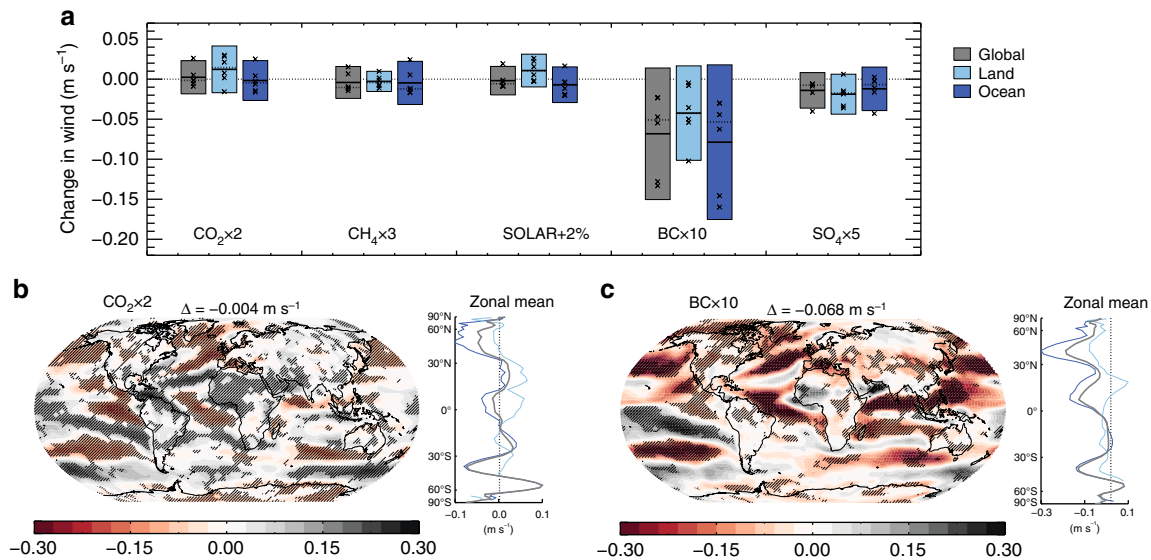 a
Change in wind (m s⁻¹)
0.05
0.00
−0.05
−0.10
−0.15
−0.20
CO₂×2
CH₄×3
SOLAR+2%
BC×10
SO₄×5
Global
Land
Ocean
b
CO₂×2
Δ = −0.004 m s⁻¹
Zonal mean
90°N
60°N
30°N
0°
30°S
60°S
90°S
−0.1 0.0 0.1
(m s⁻¹)
−0.30 −0.15 0.00 0.15 0.30
c
BC×10
Δ = −0.068 m s⁻¹
Zonal mean
90°N
60°N
30°N
0°
30°S
60°S
90°S
−0.3 −0.2 −0.1 0.0 0.1
(m s⁻¹)
−0.30 −0.15 0.00 0.15 0.30